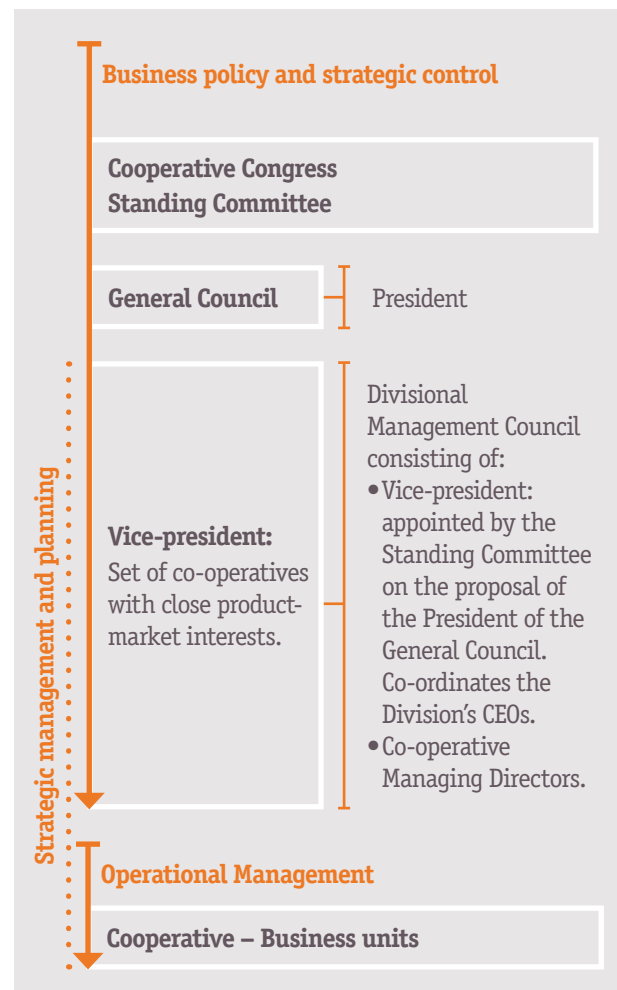 Business policy and strategic control
Cooperative Congress
Standing Committee
General Council
President
Strategic management and planning
Vice-president:
Set of co-operatives
with close product-
market interests.
Divisional
Management Council
consisting of:
•Vice-president:
appointed by the
Standing Committee
on the proposal of
the President of the
General Council.
Co-ordinates the
Division’s CEOs.
•Co-operative
Managing Directors.
Operational Management
Cooperative – Business units